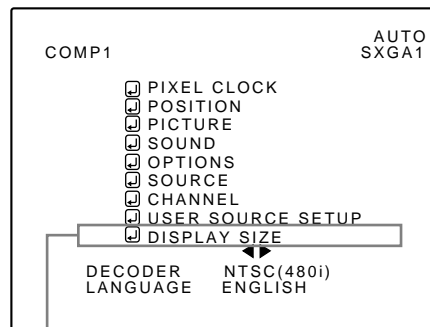 AUTO
COMP1 SXGA1
PIXEL CLOCK
POSITION
PICTURE
SOUND
OPTIONS
SOURCE
CHANNEL
USER SOURCE SETUP
DISPLAY SIZE
DECODER NTSC(480i)
LANGUAGE ENGLISH